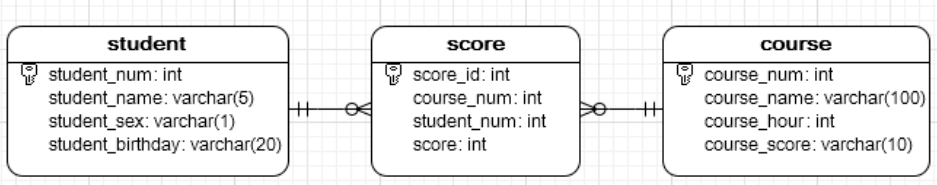 student
student_num: int
student_name: varchar(5)
student_sex: varchar(1)
student_birthday: varchar(20)
score
score_id: int
course_num: int
student_num: int
score: int
course
course_num: int
course_name: varchar(100)
course_hour: int
course_score: varchar(10)